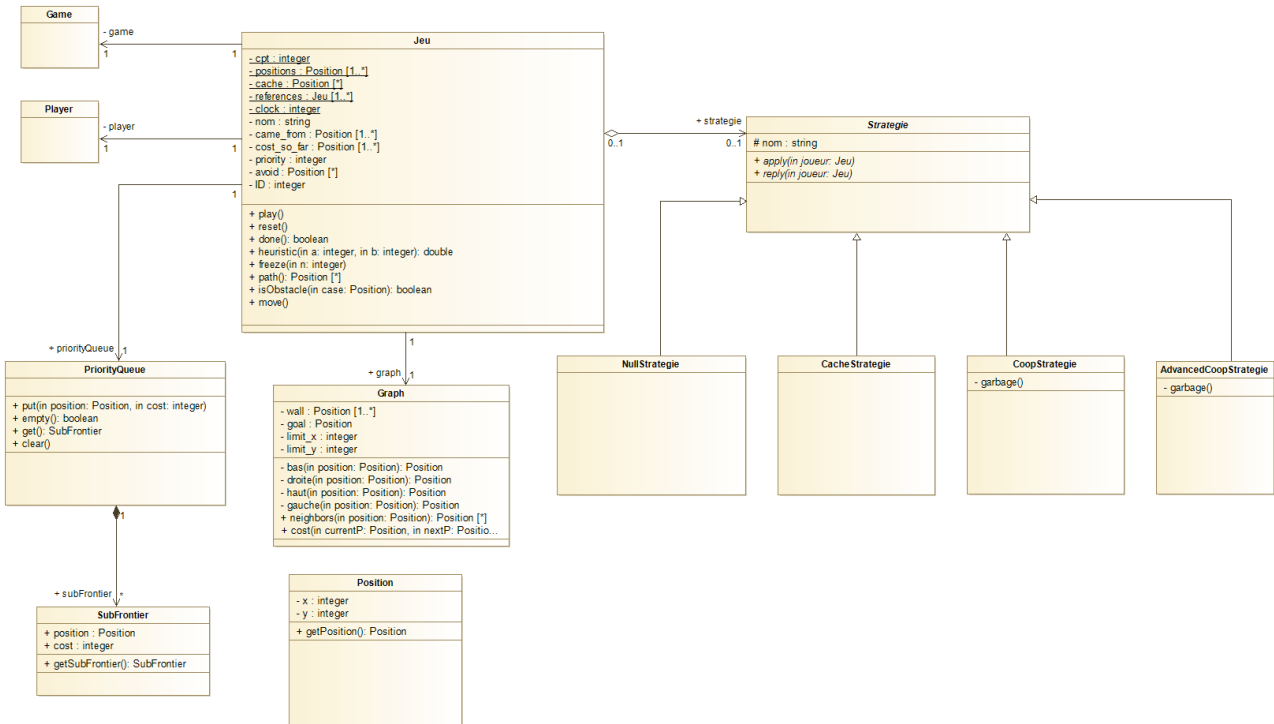 Game
- game
1
1
Player
- player
1
1
1
Jeu
- cpt : integer
- positions : Position [1..*]
- cache : Position [*]
- references : Jeu [1..*]
- clock : integer
- nom : string
- came_from : Position [1..*]
- cost_so_far : Position [1..*]
- priority : integer
- avoid : Position [*]
- ID : integer
+ play()
+ reset()
+ done(): boolean
+ heuristic(in a: integer, in b: integer): double
+ freeze(in n: integer)
+ path(): Position [*]
+ isObstacle(in case: Position): boolean
+ move()
+ strategie
0..1
0..1
Strategie
# nom : string
+ apply(in joueur: Jeu)
+ reply(in joueur: Jeu)
+ priorityQueue
1
PriorityQueue
+ put(in position: Position, in cost: integer)
+ empty(): boolean
+ get(): SubFrontier
+ clear()
1
+ graph
1
Graph
- wall : Position [1..*]
- goal : Position
- limit_x : integer
- limit_y : integer
- bas(in position: Position): Position
- droite(in position: Position): Position
- haut(in position: Position): Position
- gauche(in position: Position): Position
+ neighbors(in position: Position): Position [*]
+ cost(in currentP: Position, in nextP: Positio...
NullStrategie
CacheStrategie
CoopStrategie
- garbage()
AdvancedCoopStrategie
- garbage()
1
+ subFrontier
*
SubFrontier
+ position : Position
+ cost : integer
+ getSubFrontier(): SubFrontier
Position
- x : integer
- y : integer
+ getPosition(): Position